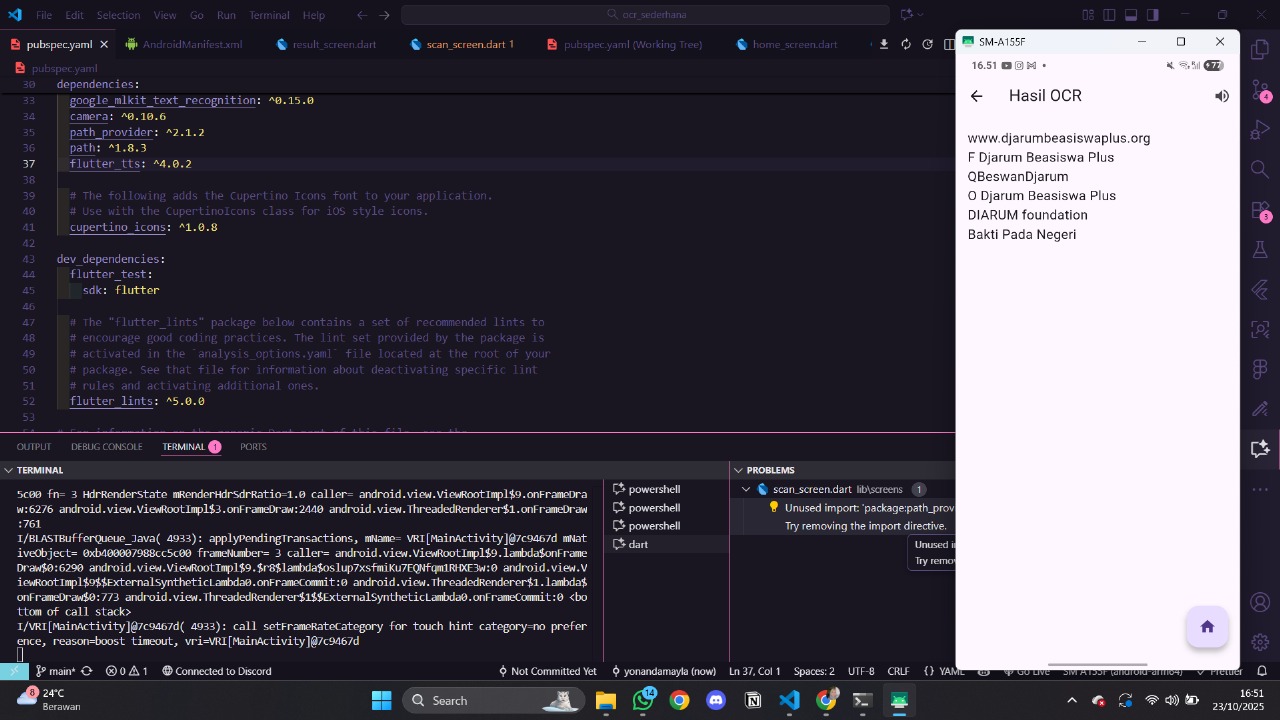 File Edit Selection View Go Run Terminal Help
ocr_sederhana
pubspec.yaml
AndroidManifest.xml
result_screen.dart
scan_screen.dart 1
pubspec.yaml (Working Tree)
home_screen.dart
pubspec.yaml
30 dependencies:
33 google_mlkit_text_recognition: ^0.15.0
34 camera: ^0.10.6
35 path_provider: ^2.1.2
36 path: ^1.8.3
37 flutter_tts: ^4.0.2
38
39 # The following adds the Cupertino Icons font to your application.
40 # Use with the CupertinoIcons class for iOS style icons.
41 cupertino_icons: ^1.0.8
42
43 dev_dependencies:
44 flutter_test:
45 sdk: flutter
46
47 # The "flutter_lints" package below contains a set of recommended lints to
48 # encourage good coding practices. The lint set provided by the package is
49 # activated in the `analysis_options.yaml` file located at the root of your
50 # package. See that file for information about deactivating specific lint
51 # rules and activating additional ones.
52 flutter_lints: ^5.0.0
53
OUTPUT DEBUG CONSOLE TERMINAL 1 PORTS
TERMINAL
5c00 fn= 3 HdrRenderState mRenderHdrSdrRatio=1.0 caller= android.view.ViewRootImpl$9.onFrameDra
w:6276 android.view.ViewRootImpl$3.onFrameDraw:2440 android.view.ThreadedRenderer$1.onFrameDraw
:761
I/BLASTBufferQueue_Java( 4933): applyPendingTransactions, mName= VRI[MainActivity]@7c9467d mNat
iveObject= 0xb400007988cc5c00 frameNumber= 3 caller= android.view.ViewRootImpl$9.lambda$onFrame
Draw$0:6290 android.view.ViewRootImpl$9.$r8$lambda$oslup7XsfmiKu7EQNfqm1RHXE3w:0 android.view.V
iewRootImpl$9$$ExternalSyntheticLambda0.onFrameCommit:0 android.view.ThreadedRenderer$1.lambda$
onFrameDraw$0:773 android.view.ThreadedRenderer$1$$ExternalSyntheticLambda0.onFrameCommit:0 <bo
ttom of call stack>
I/VRI[MainActivity]@7c9467d( 4933): call setFrameRateCategory for touch hint category=no prefer
ence, reason=boost timeout, vri=VRI[MainActivity]@7c9467d
powershell
powershell
powershell
dart
PROBLEMS
scan_screen.dart lib\screens 1
Unused import: 'package:path_prov
Try removing the import directive.
Unused i
Try remov
SM-A155F
16.51
77
Hasil OCR
www.djarumbeasiswaplus.org
F Djarum Beasiswa Plus
QBeswanDjarum
O Djarum Beasiswa Plus
DIARUM foundation
Bakti Pada Negeri
4
3
main* 0 1 Connected to Discord Not Committed Yet yonandamayla (now) Ln 37, Col 1 Spaces: 2 UTF-8 CRLF {} YAML Go Live SM A155F (android-arm64) Prettier
8
24°C
Berawan
Search
14
16:51
23/10/2025